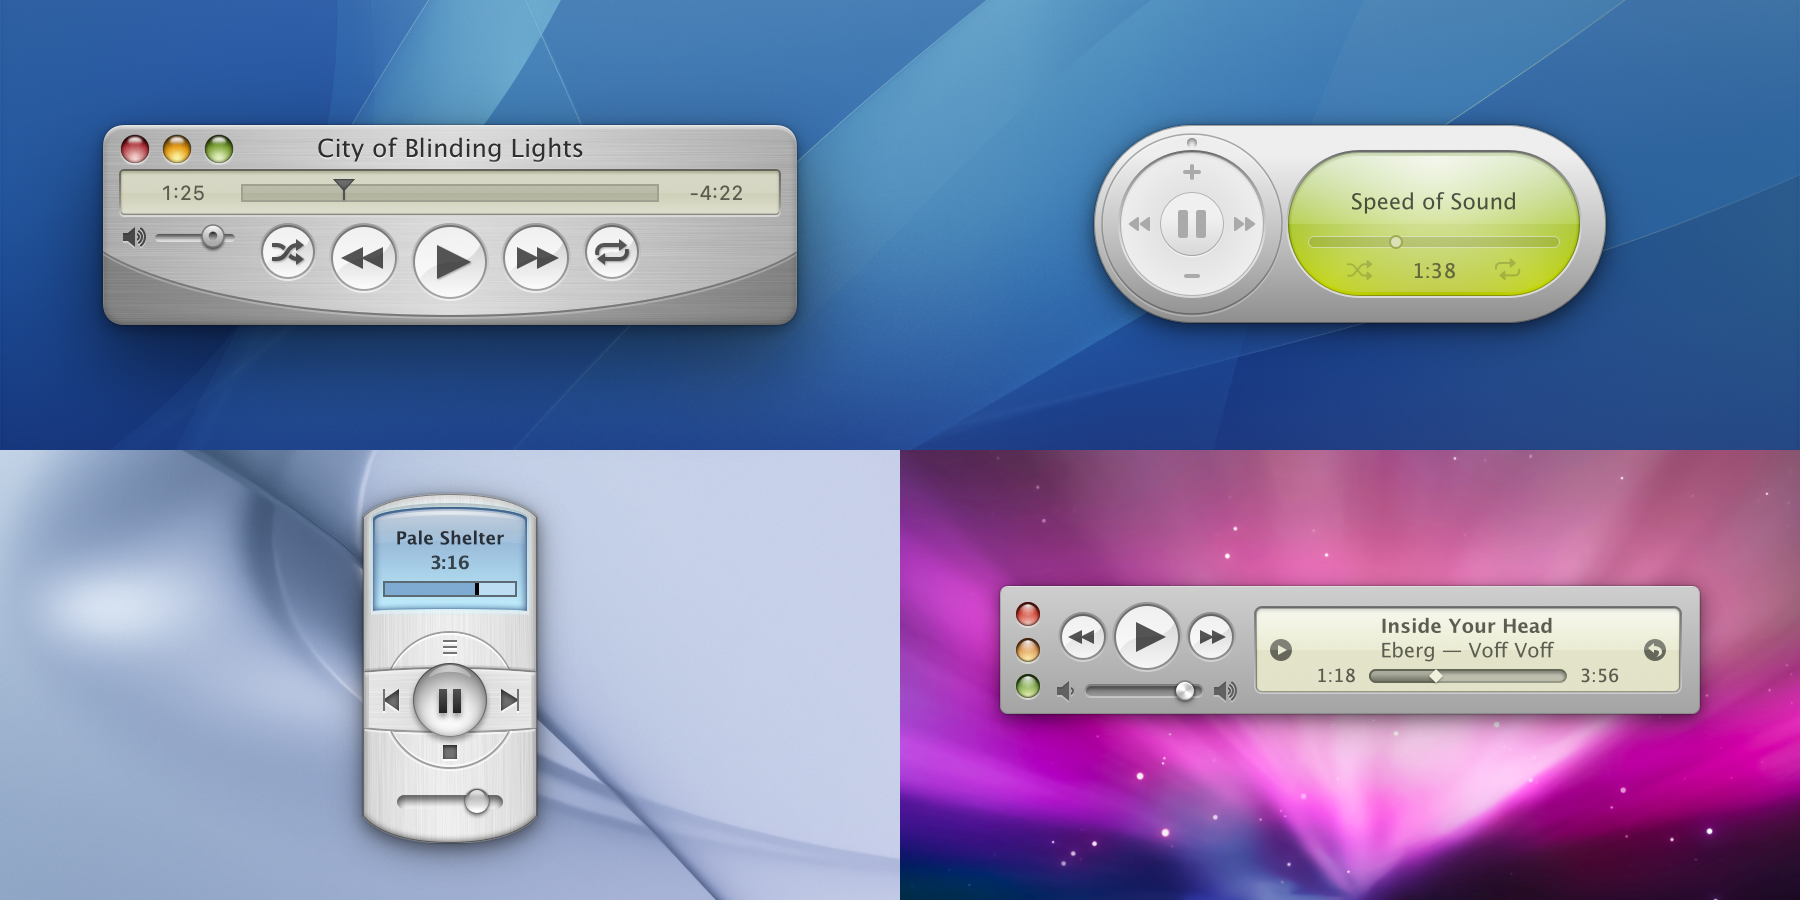 City of Blinding Lights
1:25
-4:22
Speed of Sound
1:38
Pale Shelter
3:16
Inside Your Head
Eberg — Voff Voff
1:18
3:56